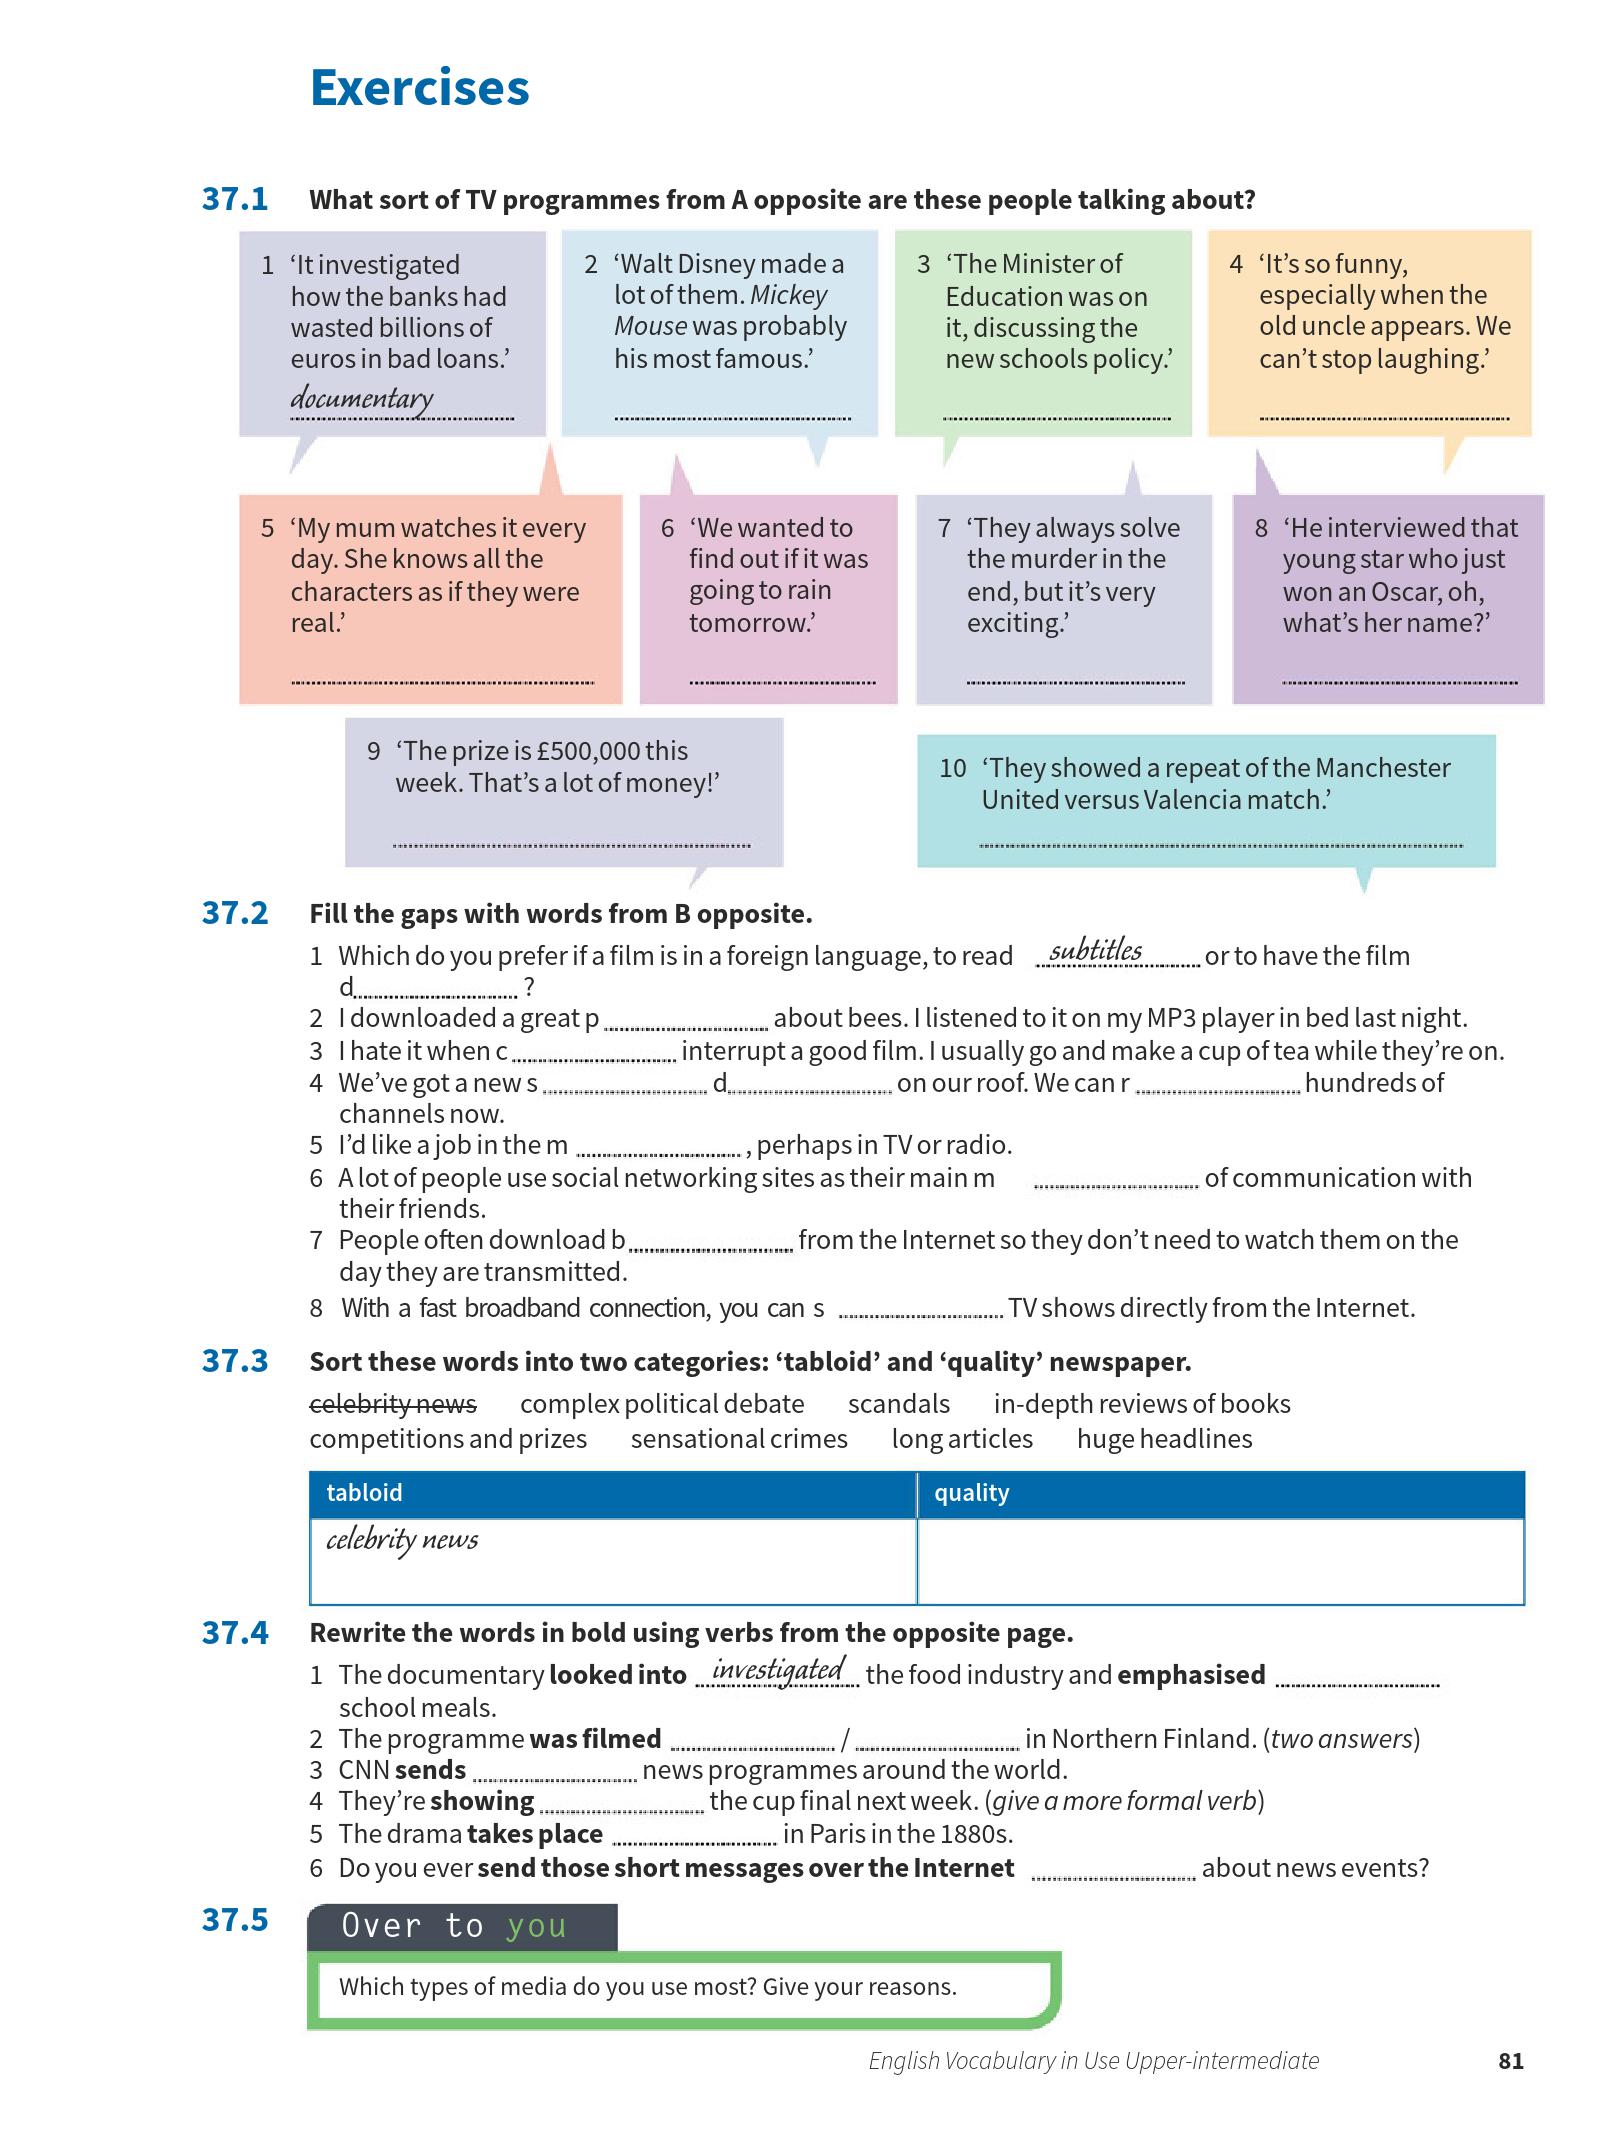 Exercises
37.1 What sort of TV programmes from A opposite are these people talking about?
1 ‘It investigated
how the banks had
wasted billions of
euros in bad loans.’
documentary
2 ‘Walt Disney made a
lot of them. Mickey
Mouse was probably
his most famous.’
3 ‘The Minister of
Education was on
it, discussing the
new schools policy.’
4 ‘It’s so funny,
especially when the
old uncle appears. We
can’t stop laughing.’
5 ‘My mum watches it every
day. She knows all the
characters as if they were
real.’
6 ‘We wanted to
find out if it was
going to rain
tomorrow.’
7 ‘They always solve
the murder in the
end, but it’s very
exciting.’
8 ‘He interviewed that
young star who just
won an Oscar, oh,
what’s her name?’
9 ‘The prize is £500,000 this
week. That’s a lot of money!’
10 ‘They showed a repeat of the Manchester
United versus Valencia match.’
37.2 Fill the gaps with words from B opposite.
1 Which do you prefer if a film is in a foreign language, to read subtitles or to have the film
d.................... ?
2 I downloaded a great p .................... about bees. I listened to it on my MP3 player in bed last night.
3 I hate it when c.................... interrupt a good film. I usually go and make a cup of tea while they’re on.
4 We’ve got a new s .................... d.................... on our roof. We can r .................... hundreds of
channels now.
5 I’d like a job in the m ...................., perhaps in TV or radio.
6 A lot of people use social networking sites as their main m .................... of communication with
their friends.
7 People often download b.................... from the Internet so they don’t need to watch them on the
day they are transmitted.
8 With a fast broadband connection, you can s .................... TV shows directly from the Internet.
37.3 Sort these words into two categories: ‘tabloid’ and ‘quality’ newspaper.
celebrity news complex political debate scandals in-depth reviews of books
competitions and prizes sensational crimes long articles huge headlines
tabloid quality
celebrity news
37.4 Rewrite the words in bold using verbs from the opposite page.
1 The documentary looked into investigated the food industry and emphasised ....................
school meals.
2 The programme was filmed .................... / .................... in Northern Finland. (two answers)
3 CNN sends .................... news programmes around the world.
4 They’re showing .................... the cup final next week. (give a more formal verb)
5 The drama takes place .................... in Paris in the 1880s.
6 Do you ever send those short messages over the Internet .................... about news events?
37.5 Over to you
Which types of media do you use most? Give your reasons.
English Vocabulary in Use Upper-intermediate 81